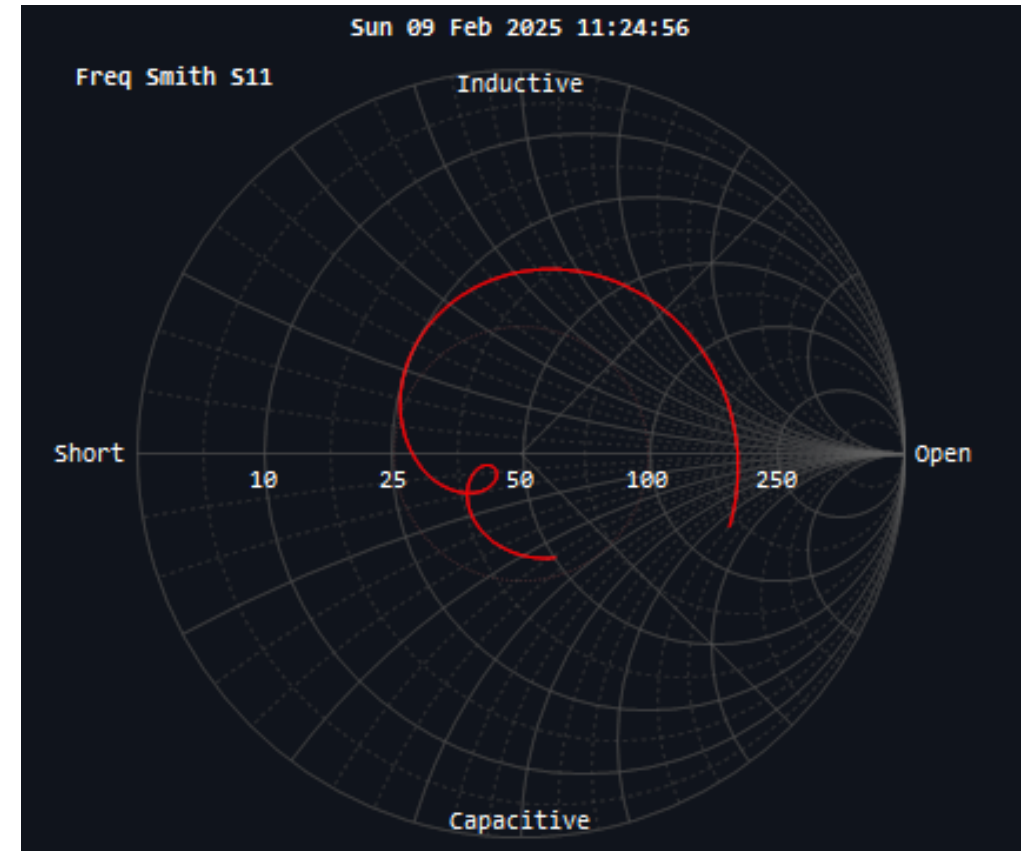 Sun 09 Feb 2025 11:24:56
Freq Smith S11
Inductive
Short
Open
10 25 50 100 250
Capacitive